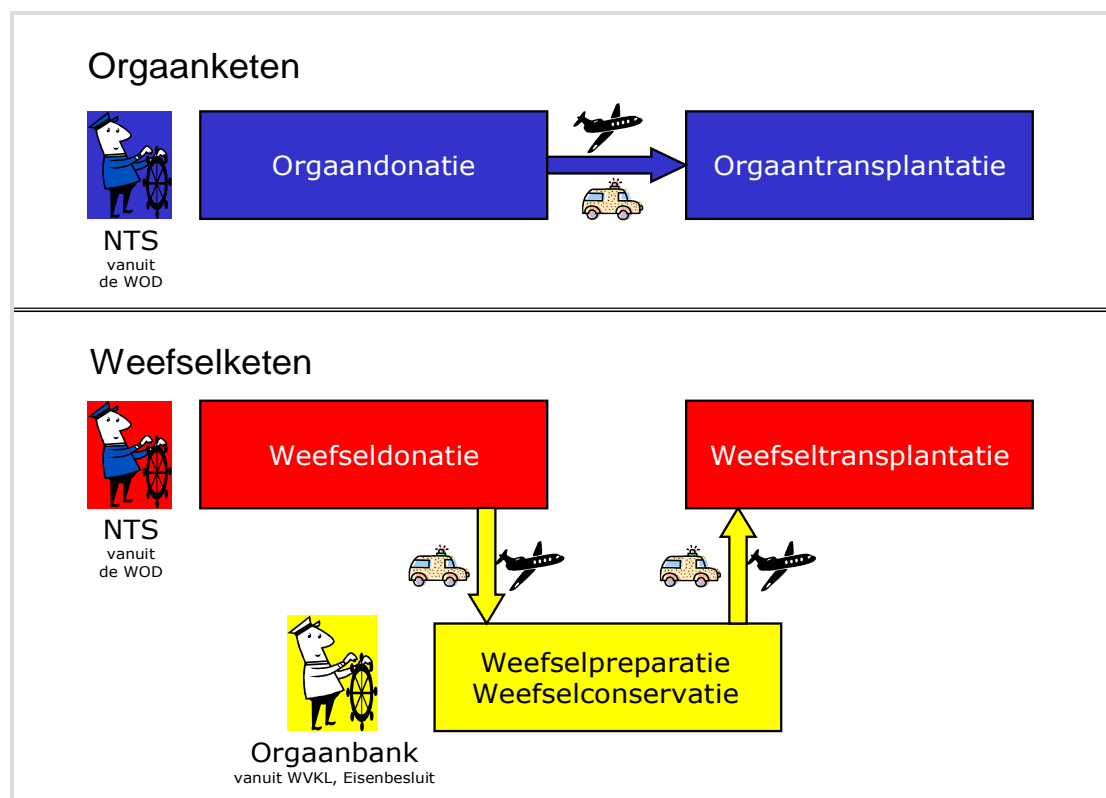 Orgaanketen
Orgaandonatie
Orgaantransplantatie
NTS
vanuit
de WOD
Weefselketen
Weefseldonatie
Weefseltransplantatie
NTS
vanuit
de WOD
Weefselpreparatie
Weefselconservatie
Orgaanbank
vanuit WVKL, Eisenbesluit